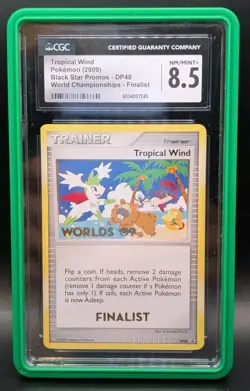 CGC CERTIFIED GUARANTY COMPANY
Tropical Wind
Pokémon (2009)
Black Star Promos - DP48
World Championships - Finalist
6034057245
NM/MINT+
8.5
TRAINER
Trainer
Tropical Wind
WORLDS 09
Flip a coin. If heads, remove 2 damage
counters from each Active Pokémon
(remove 1 damage counter if a Pokémon
has only 1). If tails, each Active Pokémon
is now Asleep.
FINALIST